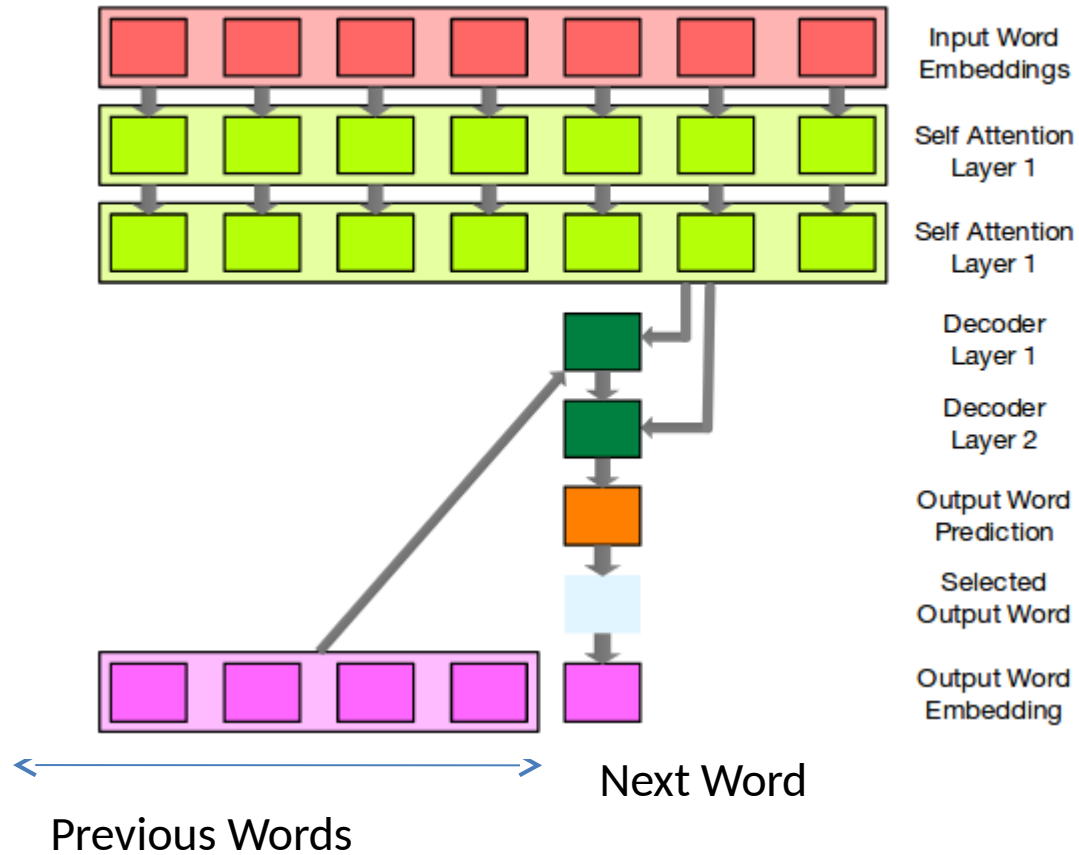 Input Word
Embeddings
Self Attention
Layer 1
Self Attention
Layer 1
Decoder
Layer 1
Decoder
Layer 2
Output Word
Prediction
Selected
Output Word
Output Word
Embedding
Next Word
Previous Words